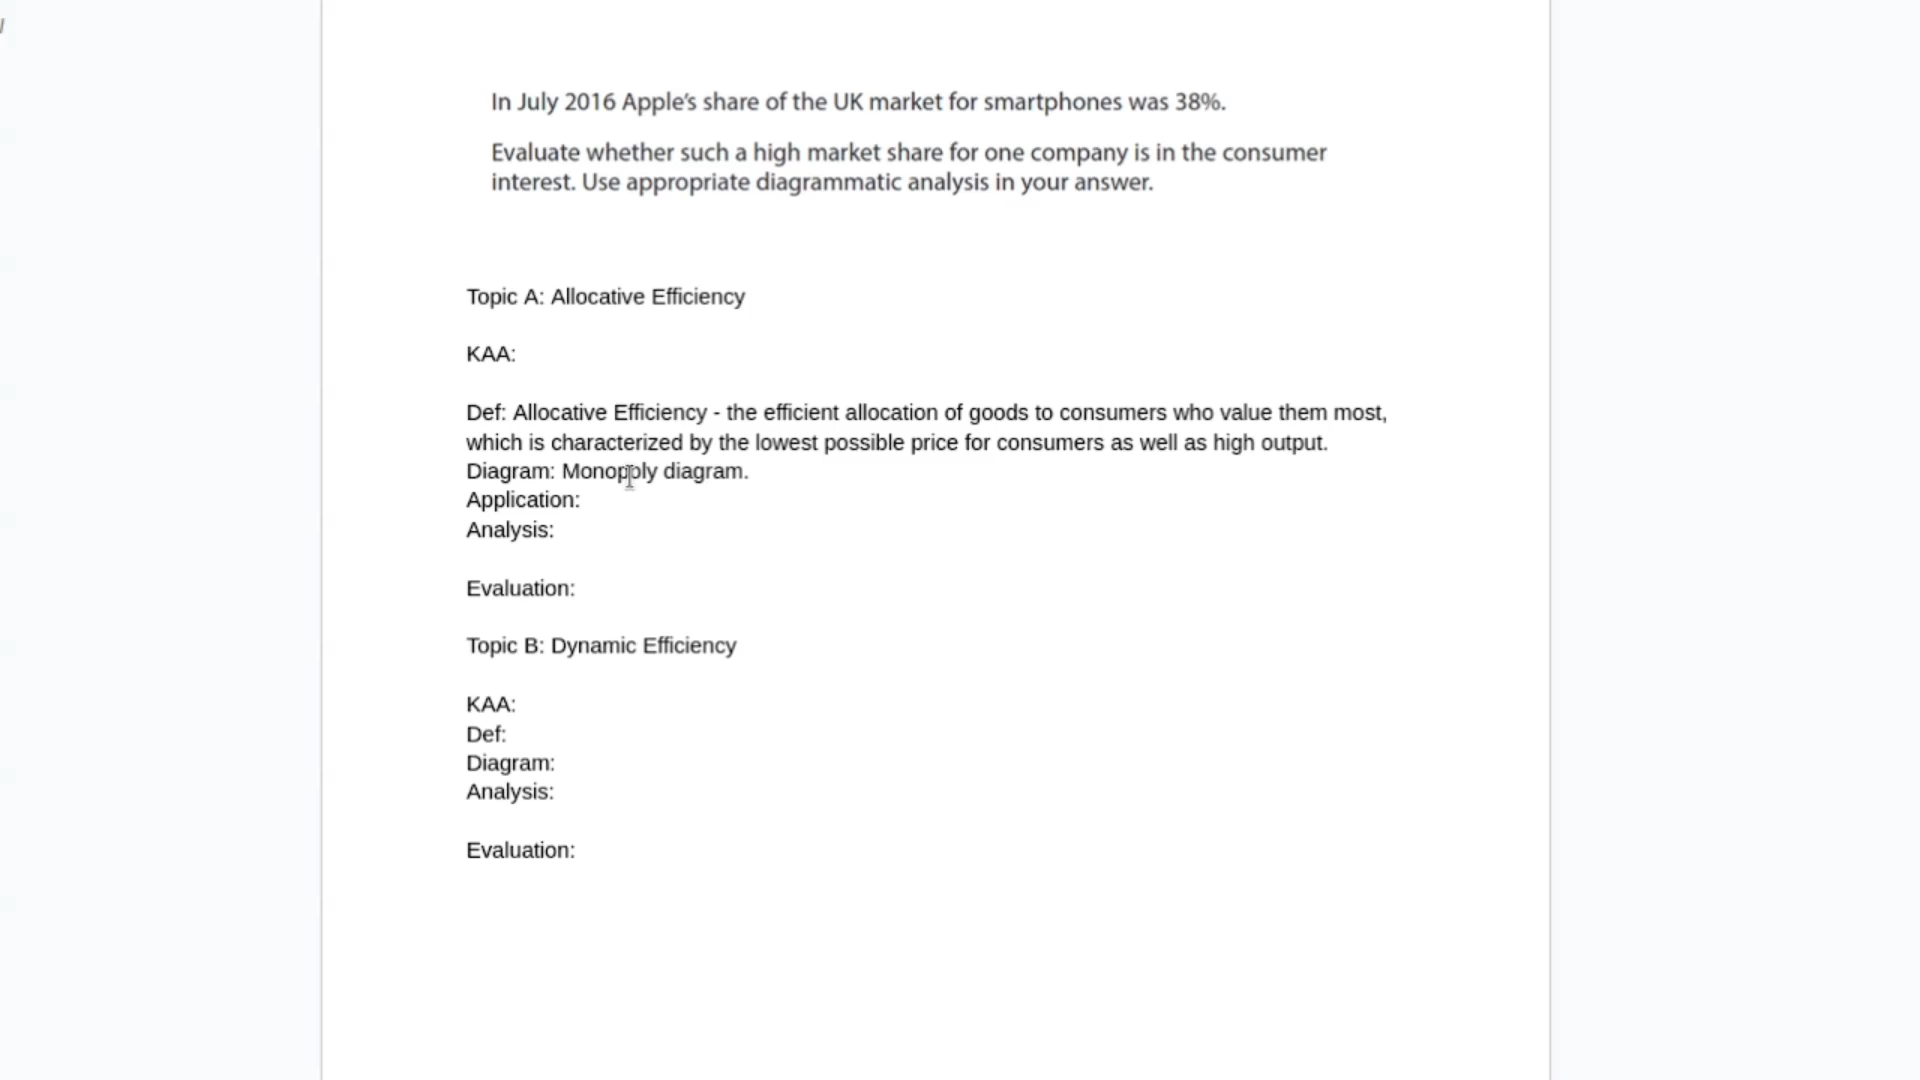 In July 2016 Apple's share of the UK market for smartphones was 38%.
Evaluate whether such a high market share for one company is in the consumer
interest. Use appropriate diagrammatic analysis in your answer.
Topic A: Allocative Efficiency
KAA:
Def: Allocative Efficiency - the efficient allocation of goods to consumers who value them most,
which is characterized by the lowest possible price for consumers as well as high output.
Diagram: Monopoly diagram.
Application:
Analysis:
Evaluation:
Topic B: Dynamic Efficiency
KAA:
Def:
Diagram:
Analysis:
Evaluation: